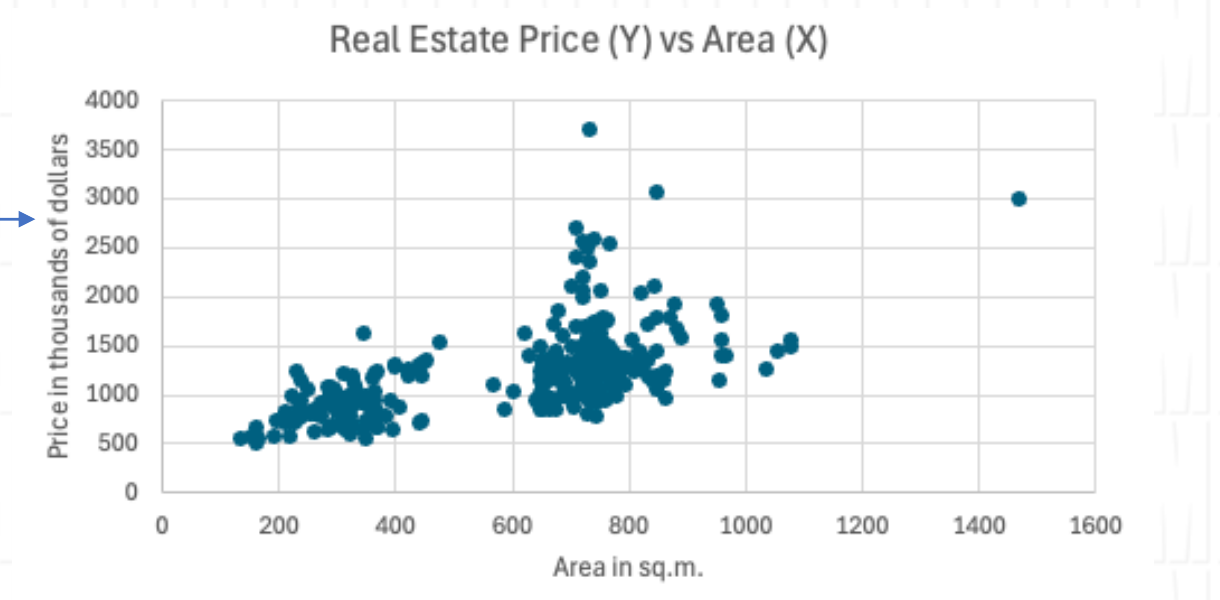 Real Estate Price (Y) vs Area (X)
Price in thousands of dollars
4000
3500
3000
2500
2000
1500
1000
500
0
0 200 400 600 800 1000 1200 1400 1600
Area in sq.m.